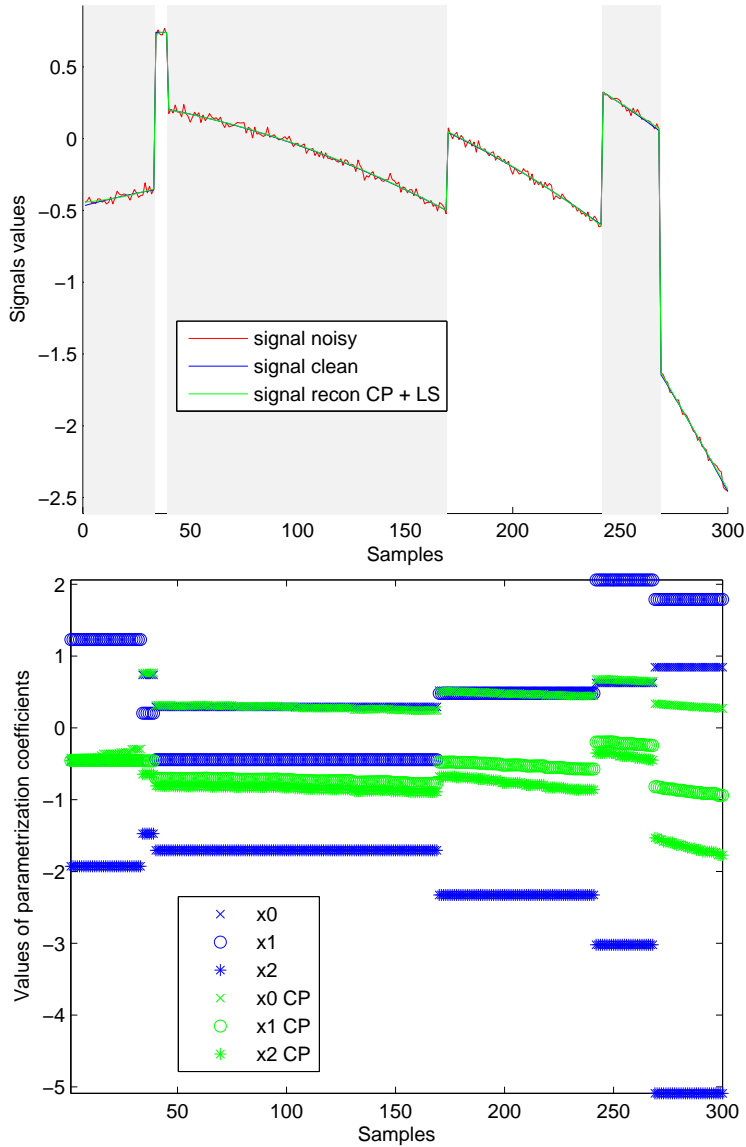 0.5
0
−0.5
−1
−1.5
−2
−2.5
Signals values
signal noisy
signal clean
signal recon CP + LS
0 50 100 150 200 250 300
Samples
2
1
0
−1
−2
−3
−4
−5
Values of parametrization coefficients
x0
x1
x2
x0 CP
x1 CP
x2 CP
50 100 150 200 250 300
Samples